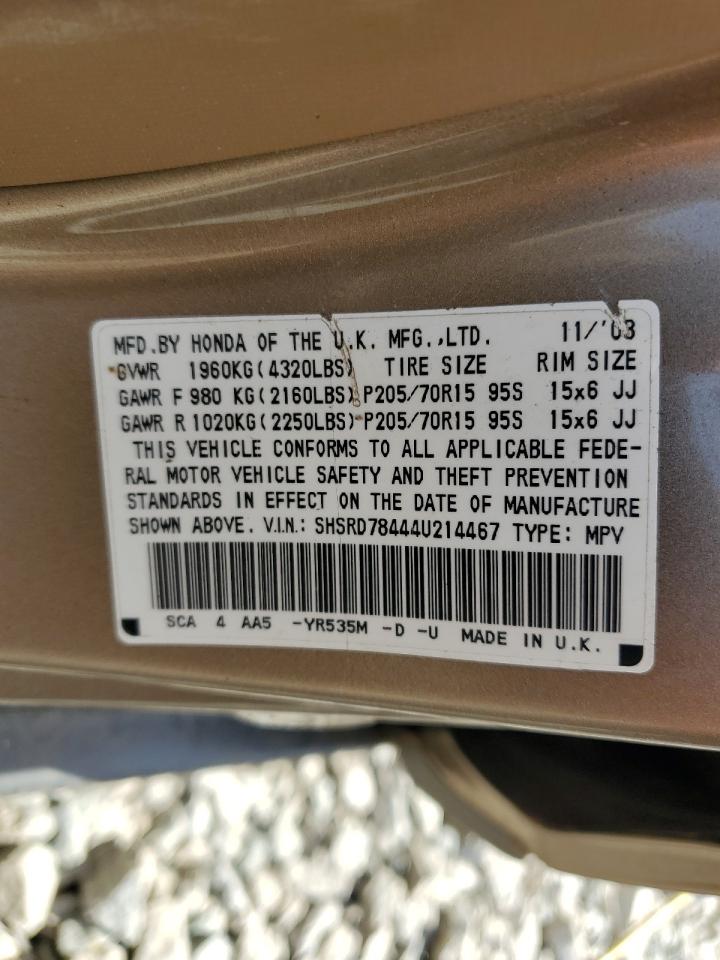 MFD.BY HONDA OF THE U.K. MFG.,LTD. 11/'03
GVWR 1960KG(4320LBS) TIRE SIZE RIM SIZE
GAWR F 980 KG(2160LBS) P205/70R15 95S 15x6 JJ
GAWR R 1020KG(2250LBS) P205/70R15 95S 15x6 JJ
THIS VEHICLE CONFORMS TO ALL APPLICABLE FEDE-
RAL MOTOR VEHICLE SAFETY AND THEFT PREVENTION
STANDARDS IN EFFECT ON THE DATE OF MANUFACTURE
SHOWN ABOVE. V.I.N.: SHSRD78444U214467 TYPE: MPV
SCA 4 AA5 -YR535M -D -U MADE IN U.K.